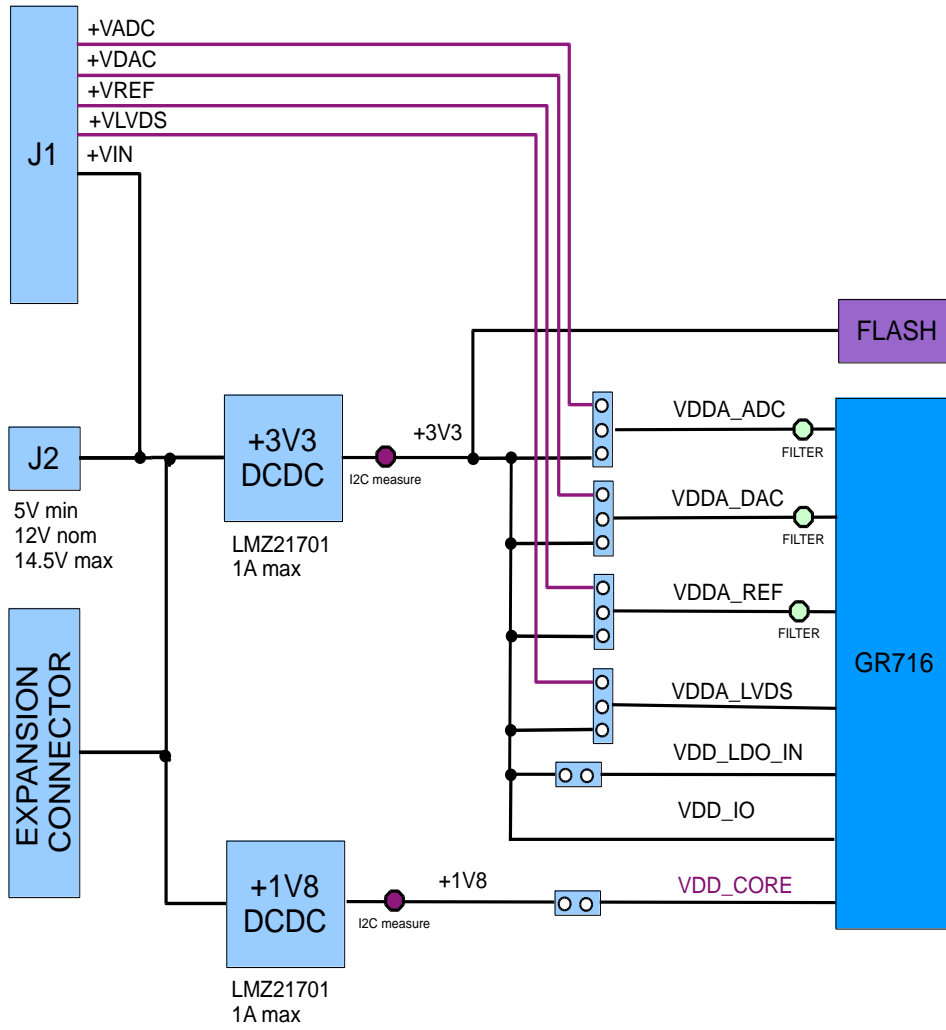 +VADC
+VDAC
+VREF
+VLVDS
+VIN
J1
FLASH
VDDA_ADC
FILTER
+3V3
DCDC
+3V3
I2C measure
LMZ21701
1A max
J2
5V min
12V nom
14.5V max
VDDA_DAC
FILTER
VDDA_REF
FILTER
GR716
VDDA_LVDS
VDD_LDO_IN
VDD_IO
EXPANSION
CONNECTOR
+1V8
DCDC
+1V8
I2C measure
VDD_CORE
LMZ21701
1A max